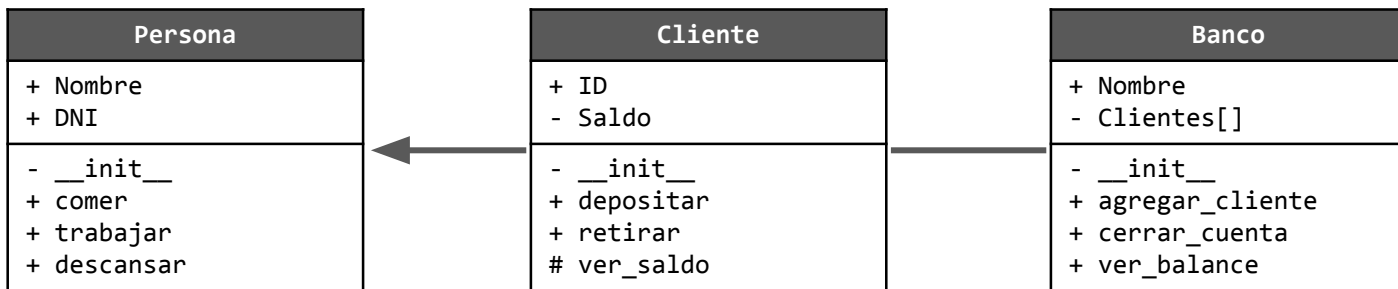 Persona
+ Nombre
+ DNI
- __init__
+ comer
+ trabajar
+ descansar
Cliente
+ ID
- Saldo
- __init__
+ depositar
+ retirar
# ver_saldo
Banco
+ Nombre
- Clientes[]
- __init__
+ agregar_cliente
+ cerrar_cuenta
+ ver_balance